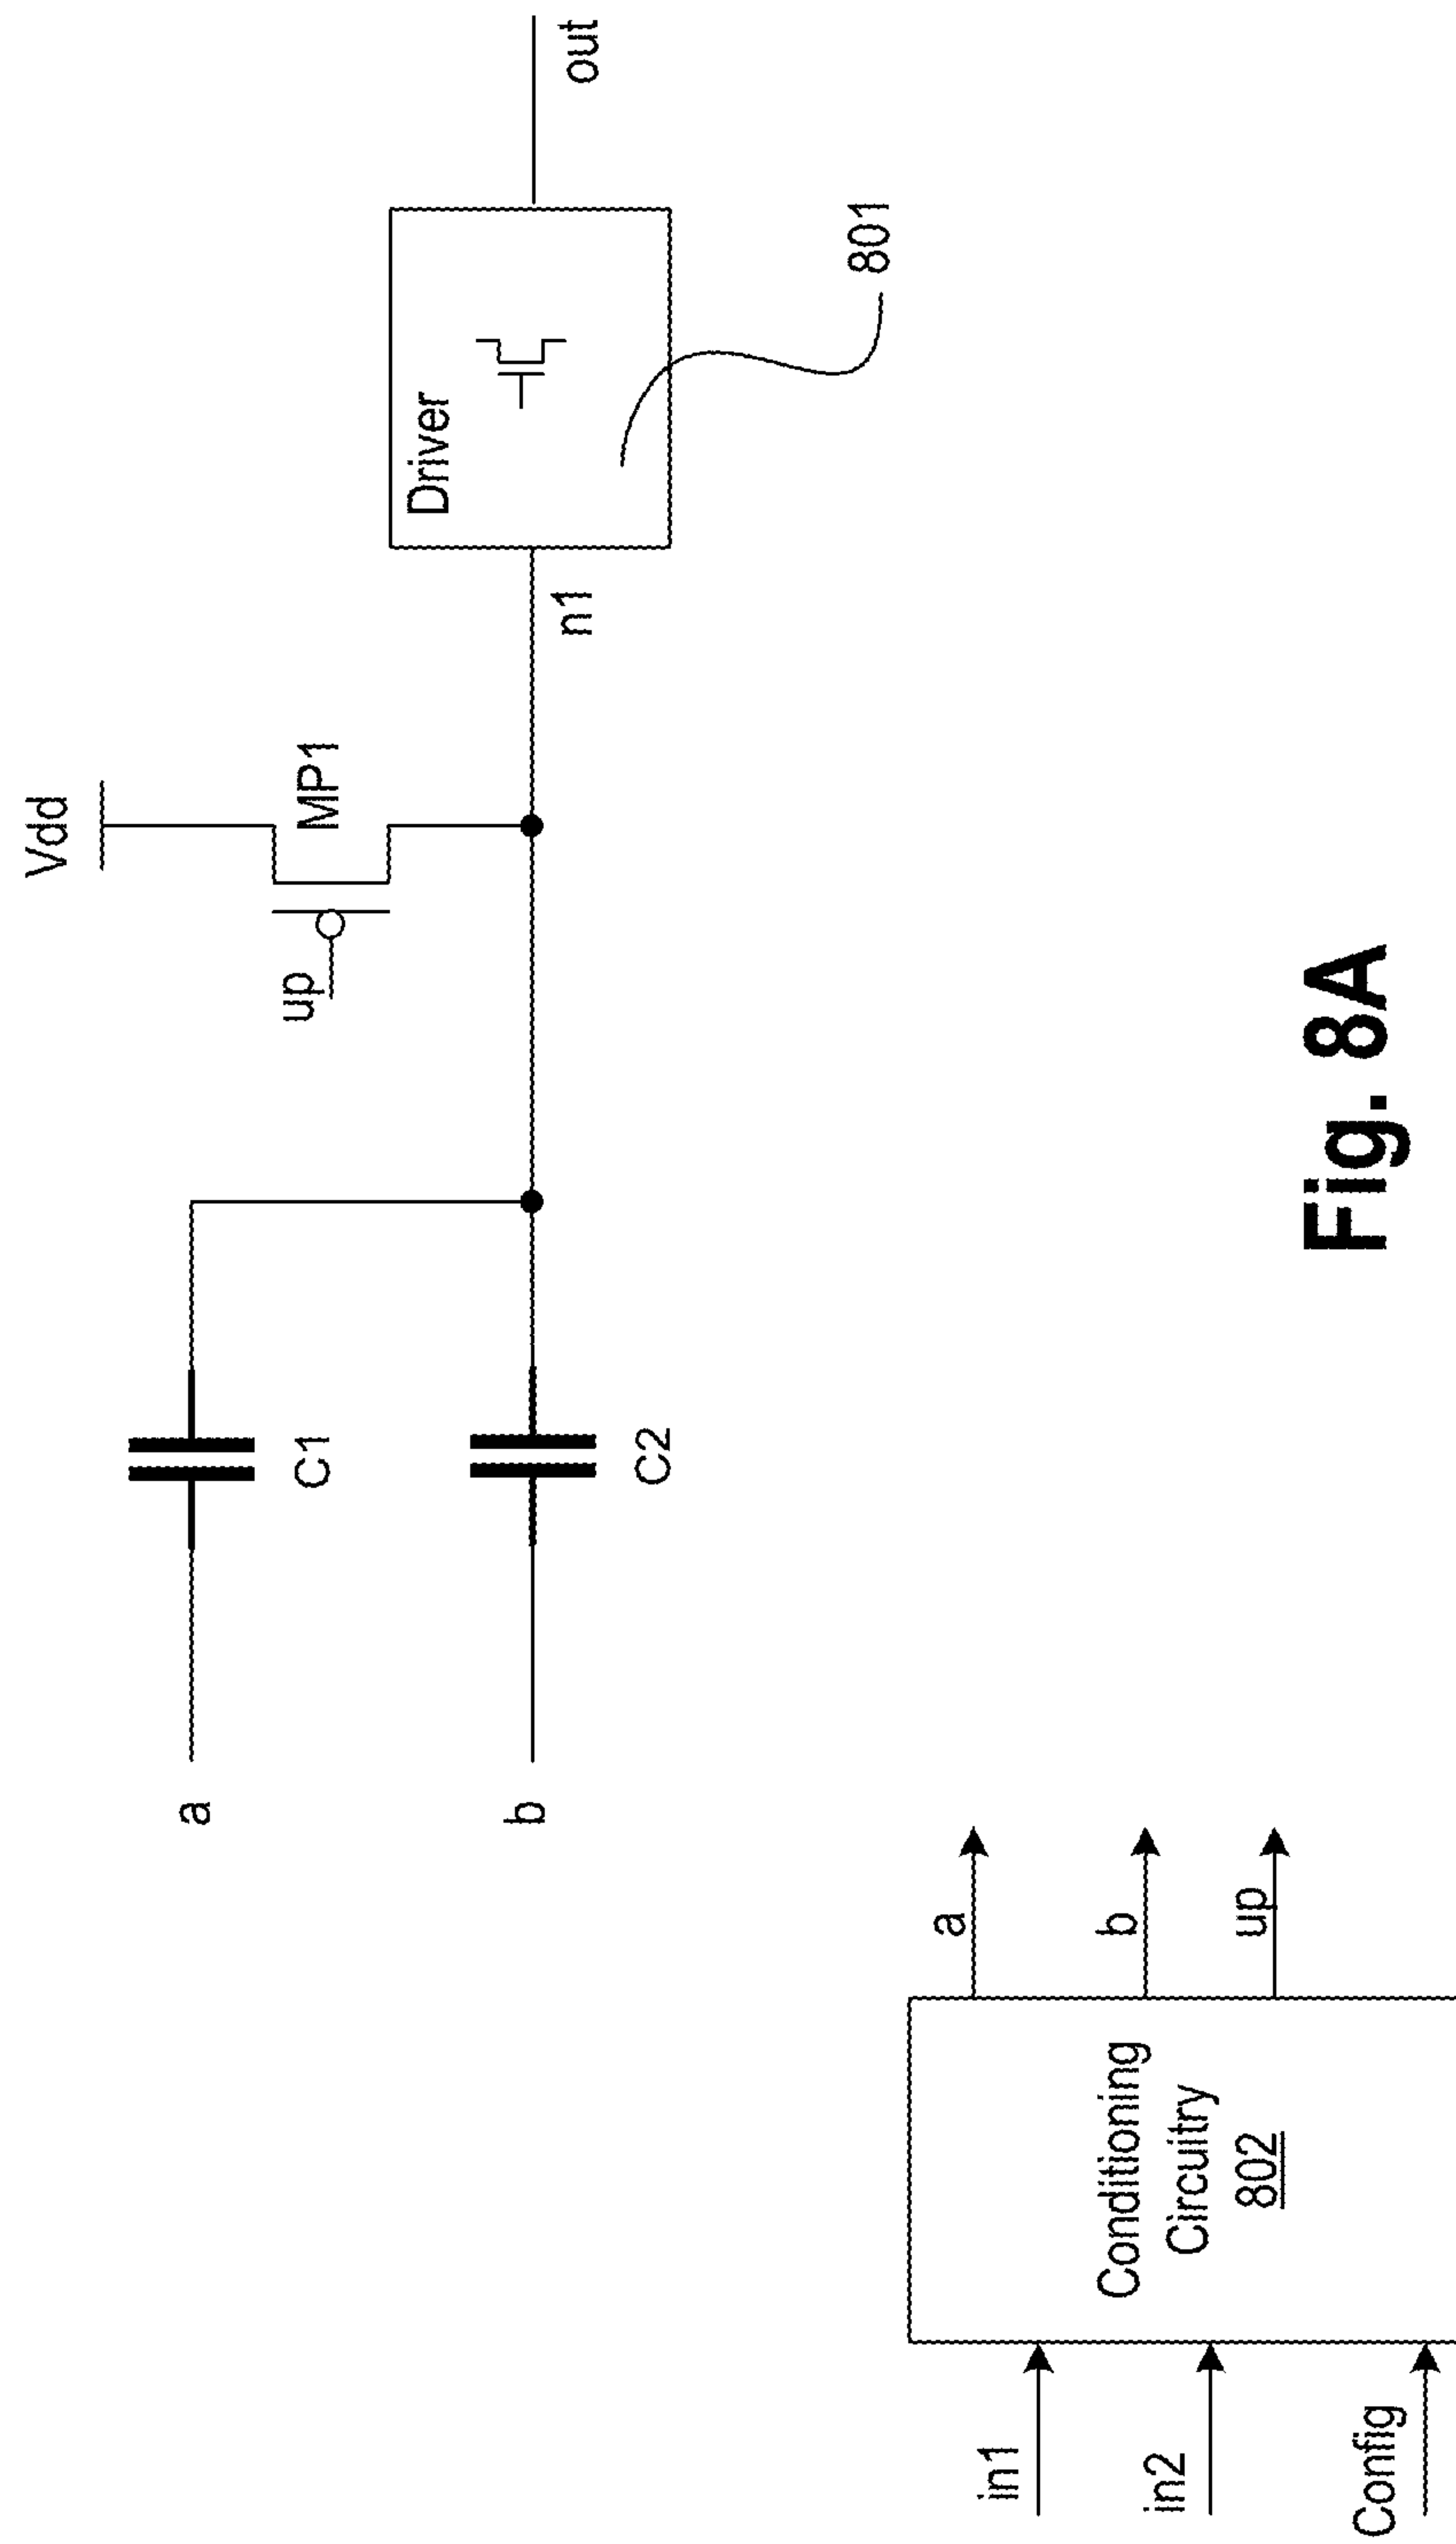 Vdd
up
MP1
a
C1
b
C2
n1
Driver
out
801
in1
in2
Config
Conditioning
Circuitry
802
a
b
up
Fig. 8A